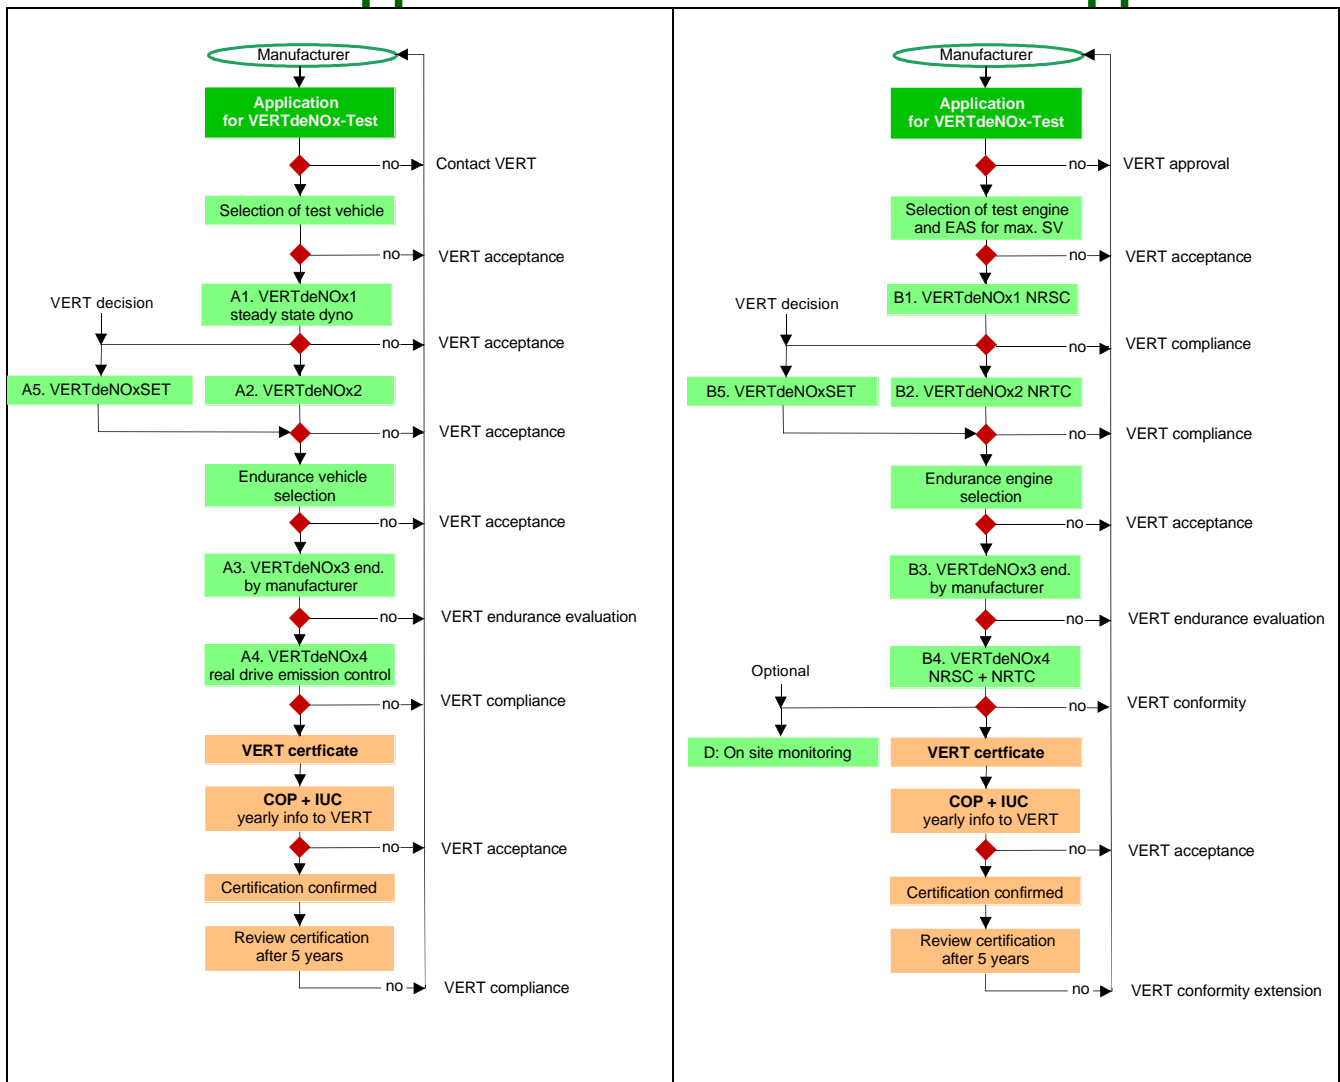 Manufacturer
Application
for VERTdeNOx-Test
no
Contact VERT
Selection of test vehicle
no
VERT acceptance
A1. VERTdeNOx1
steady state dyno
VERT decision
no
VERT acceptance
A5. VERTdeNOxSET
A2. VERTdeNOx2
no
VERT acceptance
Endurance vehicle
selection
no
VERT acceptance
A3. VERTdeNOx3 end.
by manufacturer
no
VERT endurance evaluation
A4. VERTdeNOx4
real drive emission control
no
VERT compliance
VERT certficate
COP + IUC
yearly info to VERT
no
VERT acceptance
Certification confirmed
Review certification
after 5 years
no
VERT compliance
Manufacturer
Application
for VERTdeNOx-Test
no
VERT approval
Selection of test engine
and EAS for max. SV
no
VERT acceptance
B1. VERTdeNOx1 NRSC
VERT decision
no
VERT compliance
B5. VERTdeNOxSET
B2. VERTdeNOx2 NRTC
no
VERT compliance
Endurance engine
selection
no
VERT acceptance
B3. VERTdeNOx3 end.
by manufacturer
no
VERT endurance evaluation
B4. VERTdeNOx4
NRSC + NRTC
Optional
no
VERT conformity
D: On site monitoring
VERT certficate
COP + IUC
yearly info to VERT
no
VERT acceptance
Certification confirmed
Review certification
after 5 years
no
VERT conformity extension